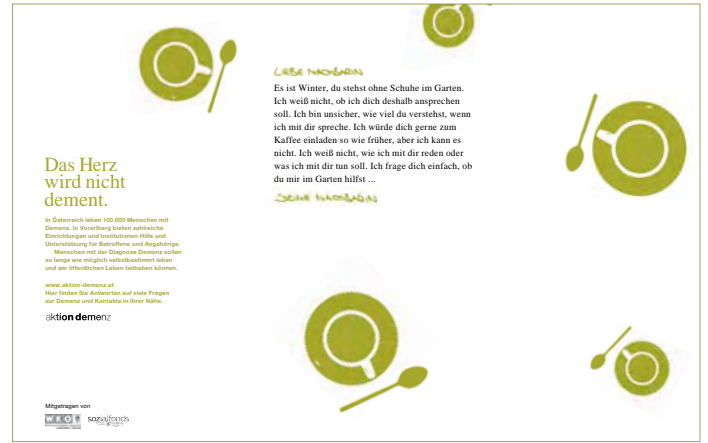 LIEBE NACHBARIN
Es ist Winter, du stehst ohne Schuhe im Garten.
Ich weiß nicht, ob ich dich deshalb ansprechen
soll. Ich bin unsicher, wie viel du verstehst, wenn
ich mit dir spreche. Ich würde dich gerne zum
Kaffee einladen so wie früher, aber ich kann es
nicht. Ich weiß nicht, wie ich mit dir reden oder
was ich mit dir tun soll. Ich frage dich einfach, ob
du mir im Garten hilfst ...
DEINE NACHBARIN
Das Herz
wird nicht
dement.
In Österreich leben 100.000 Menschen mit
Demenz. In Vorarlberg bieten zahlreiche
Einrichtungen und Institutionen Hilfe und
Unterstützung für Betroffene und Angehörige.
Menschen mit der Diagnose Demenz sollen
so lange wie möglich selbstbestimmt leben
und am öffentlichen Leben teilhaben können.
www.aktion-demenz.at
Hier finden Sie Antworten auf viele Fragen
zur Demenz und Kontakte in Ihrer Nähe.
aktion demenz
Mitgetragen von
WKO
sozialfonds